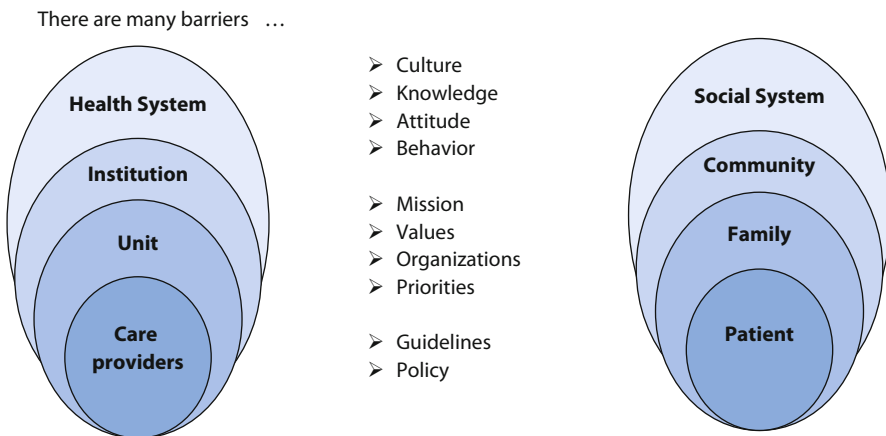 There are many barriers ...
Health System
Institution
Unit
Care
providers
➢ Culture
➢ Knowledge
➢ Attitude
➢ Behavior
➢ Mission
➢ Values
➢ Organizations
➢ Priorities
➢ Guidelines
➢ Policy
Social System
Community
Family
Patient